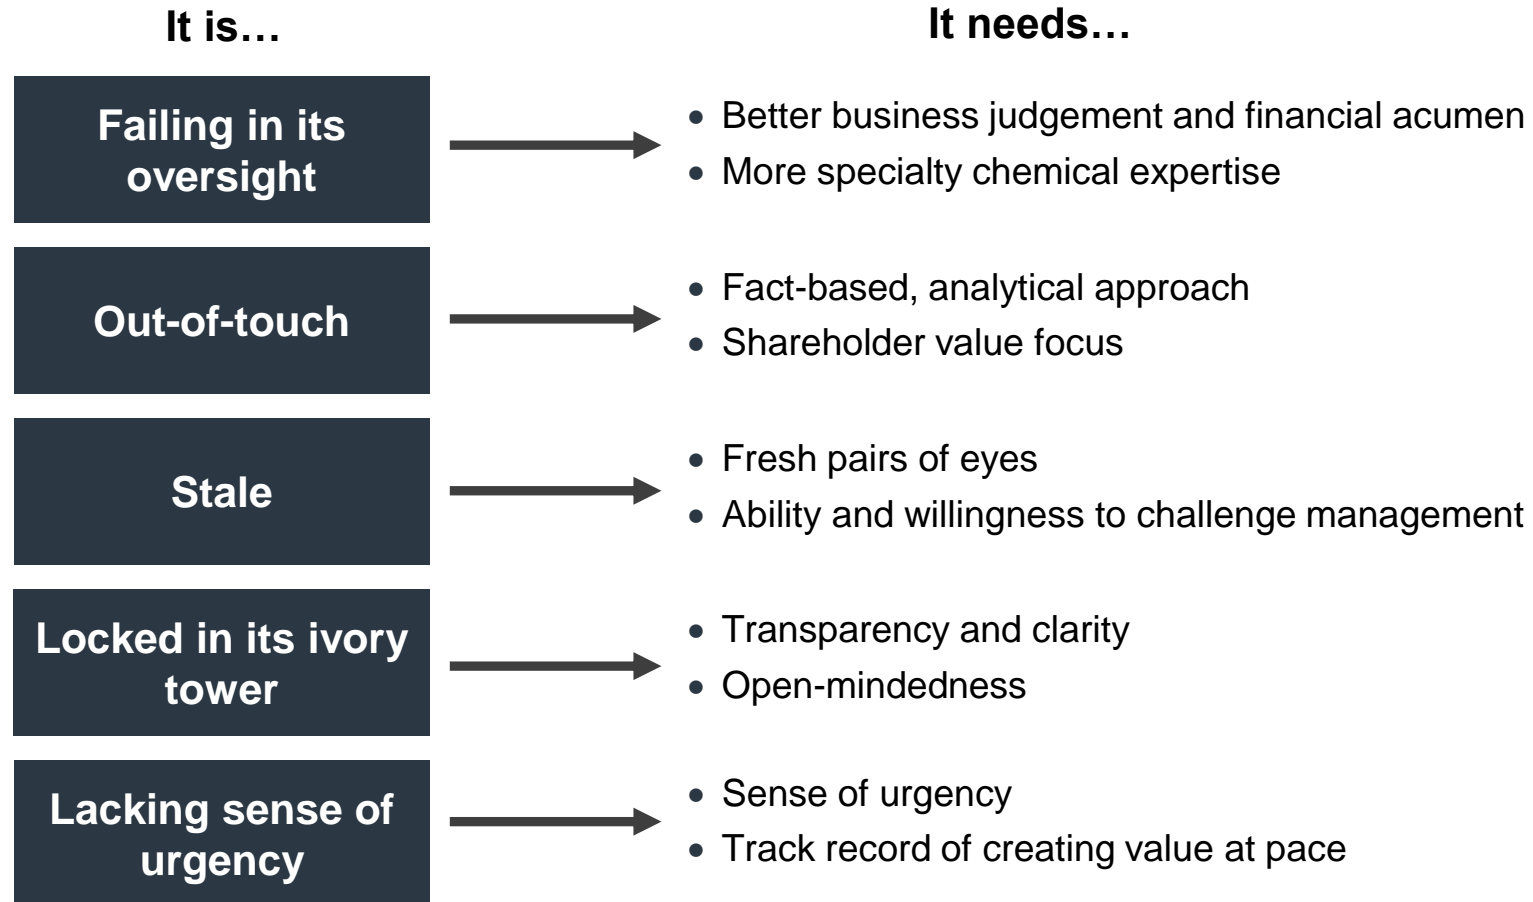 It is…
It needs…
Failing in its
oversight
• Better business judgement and financial acumen
• More specialty chemical expertise
Out-of-touch
• Fact-based, analytical approach
• Shareholder value focus
Stale
• Fresh pairs of eyes
• Ability and willingness to challenge management
Locked in its ivory
tower
• Transparency and clarity
• Open-mindedness
Lacking sense of
urgency
• Sense of urgency
• Track record of creating value at pace